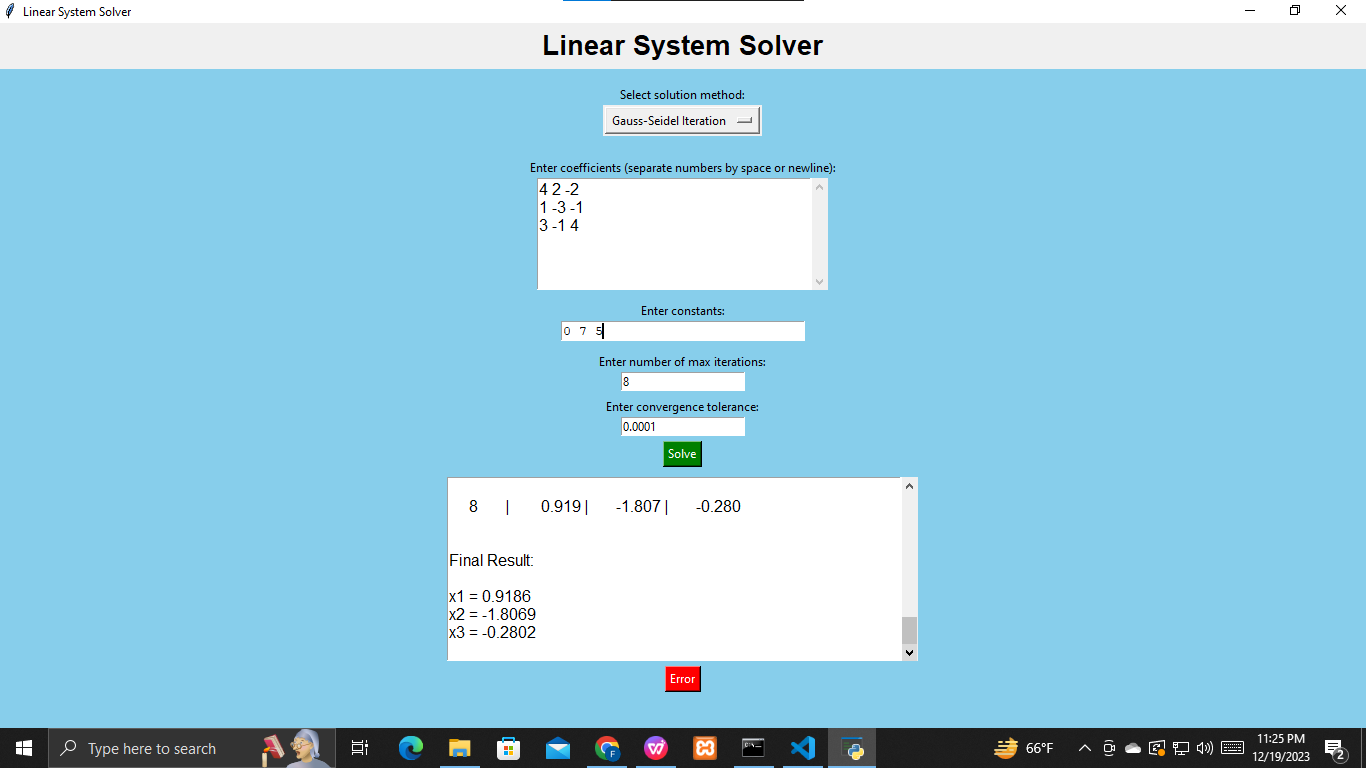 Linear System Solver
Linear System Solver
Select solution method:
Gauss-Seidel Iteration
Enter coefficients (separate numbers by space or newline):
4 2 -2
1 -3 -1
3 -1 4
Enter constants:
0 7 5
Enter number of max iterations:
8
Enter convergence tolerance:
0.0001
Solve
8 | 0.919 | -1.807 | -0.280
Final Result:
x1 = 0.9186
x2 = -1.8069
x3 = -0.2802
Error
Type here to search
66°F
11:25 PM
12/19/2023
2